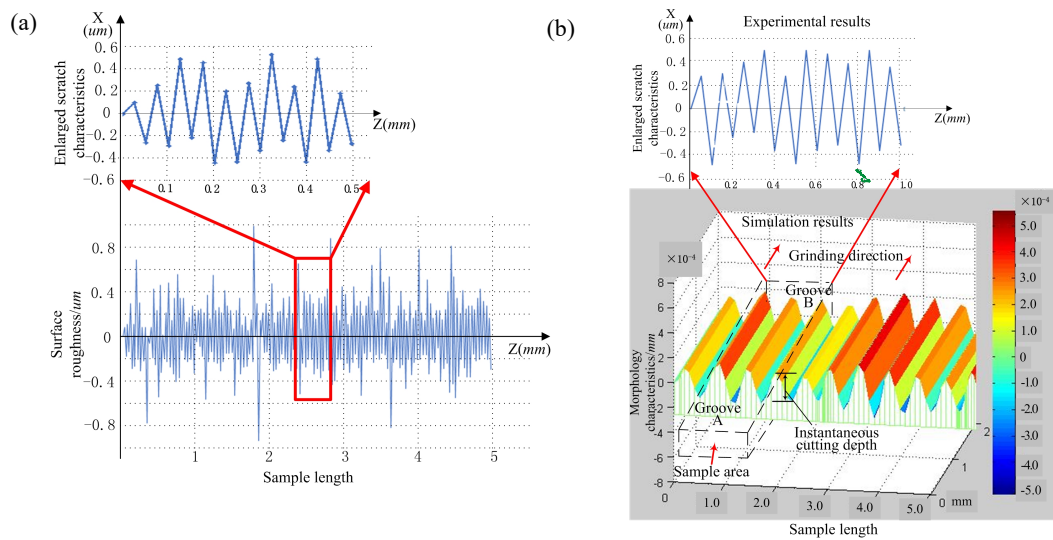 (a)
X
(um)
Enlarged scratch
characteristics
0. 6
0. 4
0. 2
0
−0. 2
−0. 4
−0. 6
0.1
0.2
0.3
0.4
0.5
Z(mm)
Surface
roughness/um
0. 8
0. 4
0
−0. 4
−0. 8
1
2
3
4
5
Z(mm)
Sample length
(b)
X
(um)
Experimental results
Enlarged scratch
characteristics
0. 6
0. 4
0. 2
0
−0. 2
−0. 4
−0. 6
0.2
0.4
0.6
0.8
1.0
Z(mm)
Simulation results
Grinding direction
×10⁻⁴
Groove
B
Morphology
characteristics/mm
8
6
4
2
0
-2
-4
-6
-8
Groove
A
Instantaneous
cutting depth
Sample area
0
1.0
2.0
3.0
4.0
5.0
0
1
2
mm
Sample length
×10⁻⁴
5.0
4.0
3.0
2.0
1.0
0
-1.0
-2.0
-3.0
-4.0
-5.0